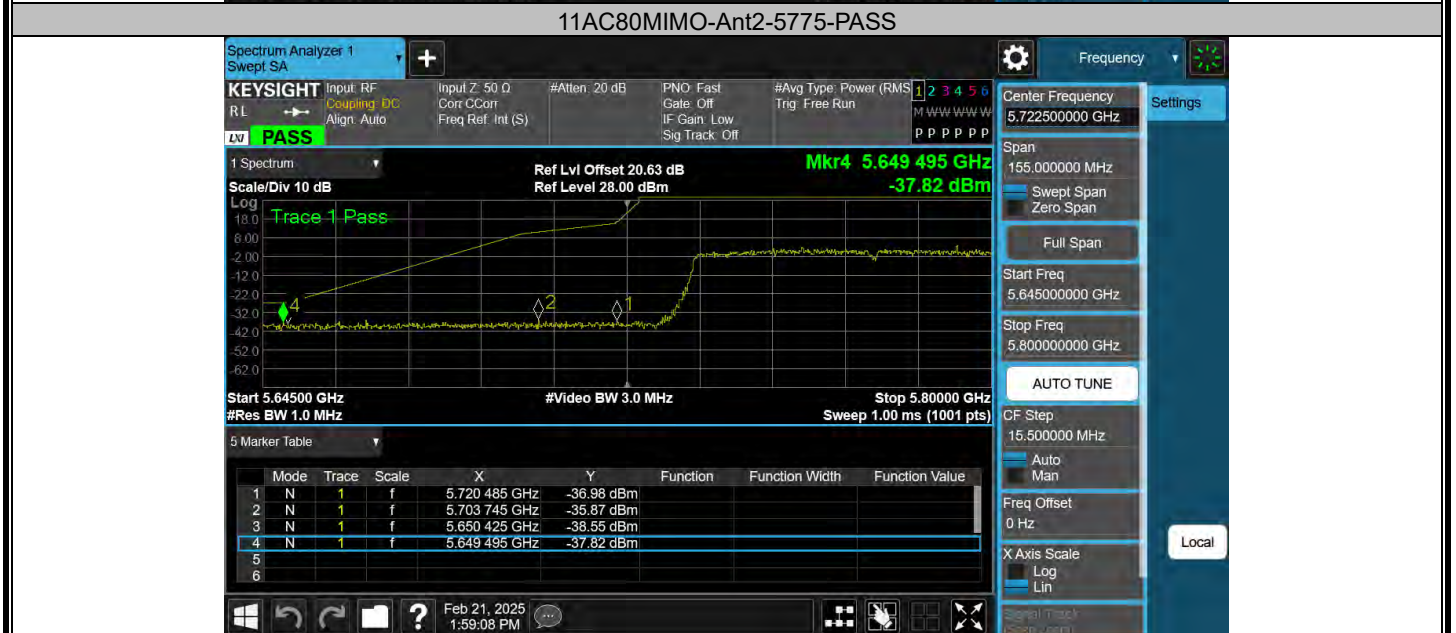 11AC80MIMO-Ant2-5775-PASS
Spectrum Analyzer 1
Swept SA
Frequency
KEYSIGHT
RL
LXI PASS
Input: RF
Coupling: DC
Align: Auto
Input Z: 50 Ω
Corr CCorr
Freq Ref: Int (S)
#Atten: 20 dB
PNO: Fast
Gate: Off
IF Gain: Low
Sig Track: Off
#Avg Type: Power (RMS
Trig: Free Run
1 2 3 4 5 6
M W W W W W
P P P P P P
1 Spectrum
Scale/Div 10 dB
Ref Lvl Offset 20.63 dB
Ref Level 28.00 dBm
Mkr4 5.649 495 GHz
-37.82 dBm
Log
Trace 1 Pass
18.0
8.00
-2.00
-12.0
-22.0
-32.0
-42.0
-52.0
-62.0
4
2
1
Start 5.64500 GHz
#Video BW 3.0 MHz
Stop 5.80000 GHz
#Res BW 1.0 MHz
Sweep 1.00 ms (1001 pts)
5 Marker Table
Mode Trace Scale X Y Function Function Width Function Value
1 N 1 f 5.720 485 GHz -36.98 dBm
2 N 1 f 5.703 745 GHz -35.87 dBm
3 N 1 f 5.650 425 GHz -38.55 dBm
4 N 1 f 5.649 495 GHz -37.82 dBm
5
6
Feb 21, 2025
1:59:08 PM
Center Frequency
5.722500000 GHz
Span
155.000000 MHz
Swept Span
Zero Span
Full Span
Start Freq
5.645000000 GHz
Stop Freq
5.800000000 GHz
AUTO TUNE
CF Step
15.500000 MHz
Auto
Man
Freq Offset
0 Hz
X Axis Scale
Log
Lin
Signal Track
Settings
Local